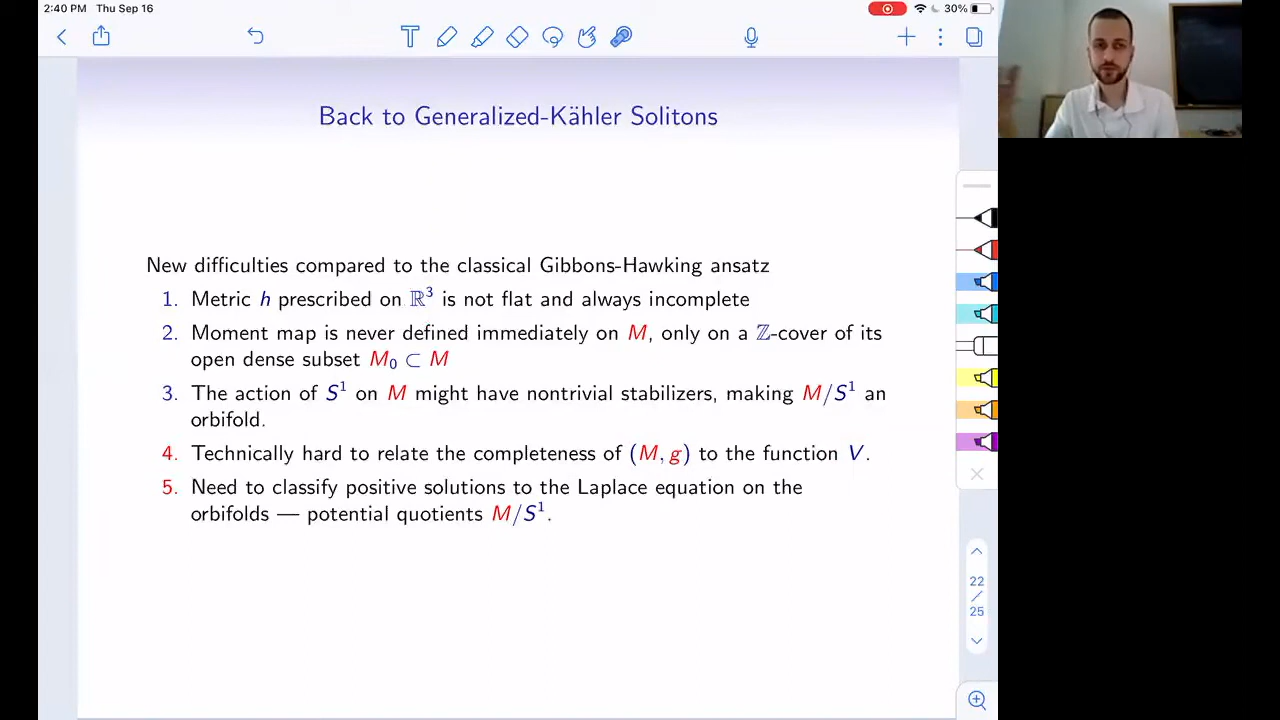 2:40 PM Thu Sep 16
30%
Back to Generalized-Kähler Solitons
New difficulties compared to the classical Gibbons-Hawking ansatz
1. Metric h prescribed on ℝ³ is not flat and always incomplete
2. Moment map is never defined immediately on M, only on a ℤ-cover of its
open dense subset M₀ ⊂ M
3. The action of S¹ on M might have nontrivial stabilizers, making M/S¹ an
orbifold.
4. Technically hard to relate the completeness of (M, g) to the function V.
5. Need to classify positive solutions to the Laplace equation on the
orbifolds — potential quotients M/S¹.
22
/
25